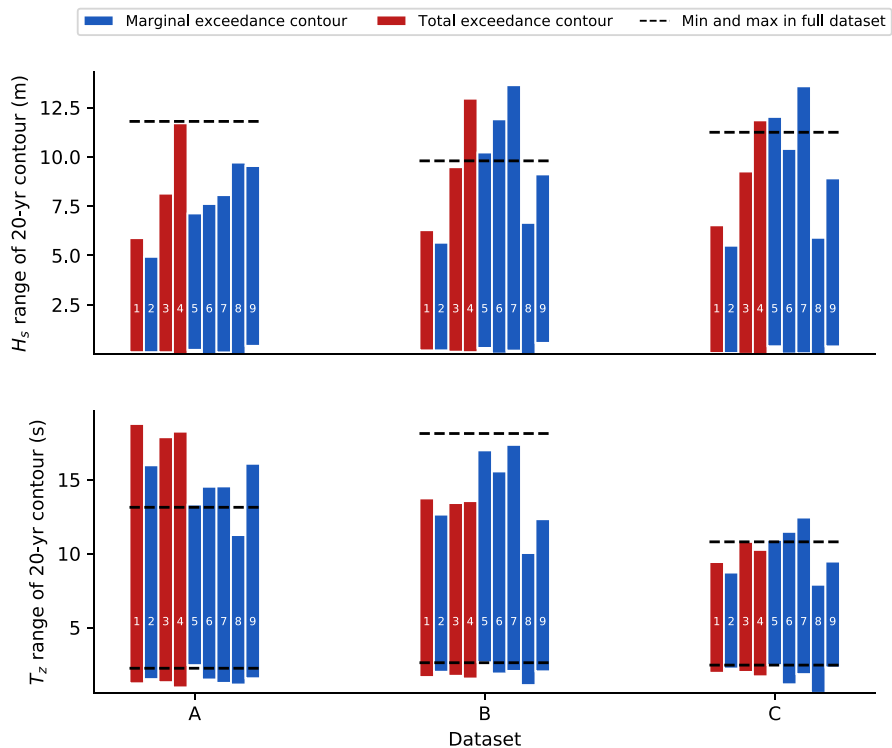 Marginal exceedance contour Total exceedance contour Min and max in full dataset
H_s range of 20-yr contour (m)
12.5
10.0
7.5
5.0
2.5
1 2 3 4 5 6 7 8 9
1 2 3 4 5 6 7 8 9
1 2 3 4 5 6 7 8 9
T_z range of 20-yr contour (s)
15
10
5
1 2 3 4 5 6 7 8 9
1 2 3 4 5 6 7 8 9
1 2 3 4 5 6 7 8 9
A B C
Dataset